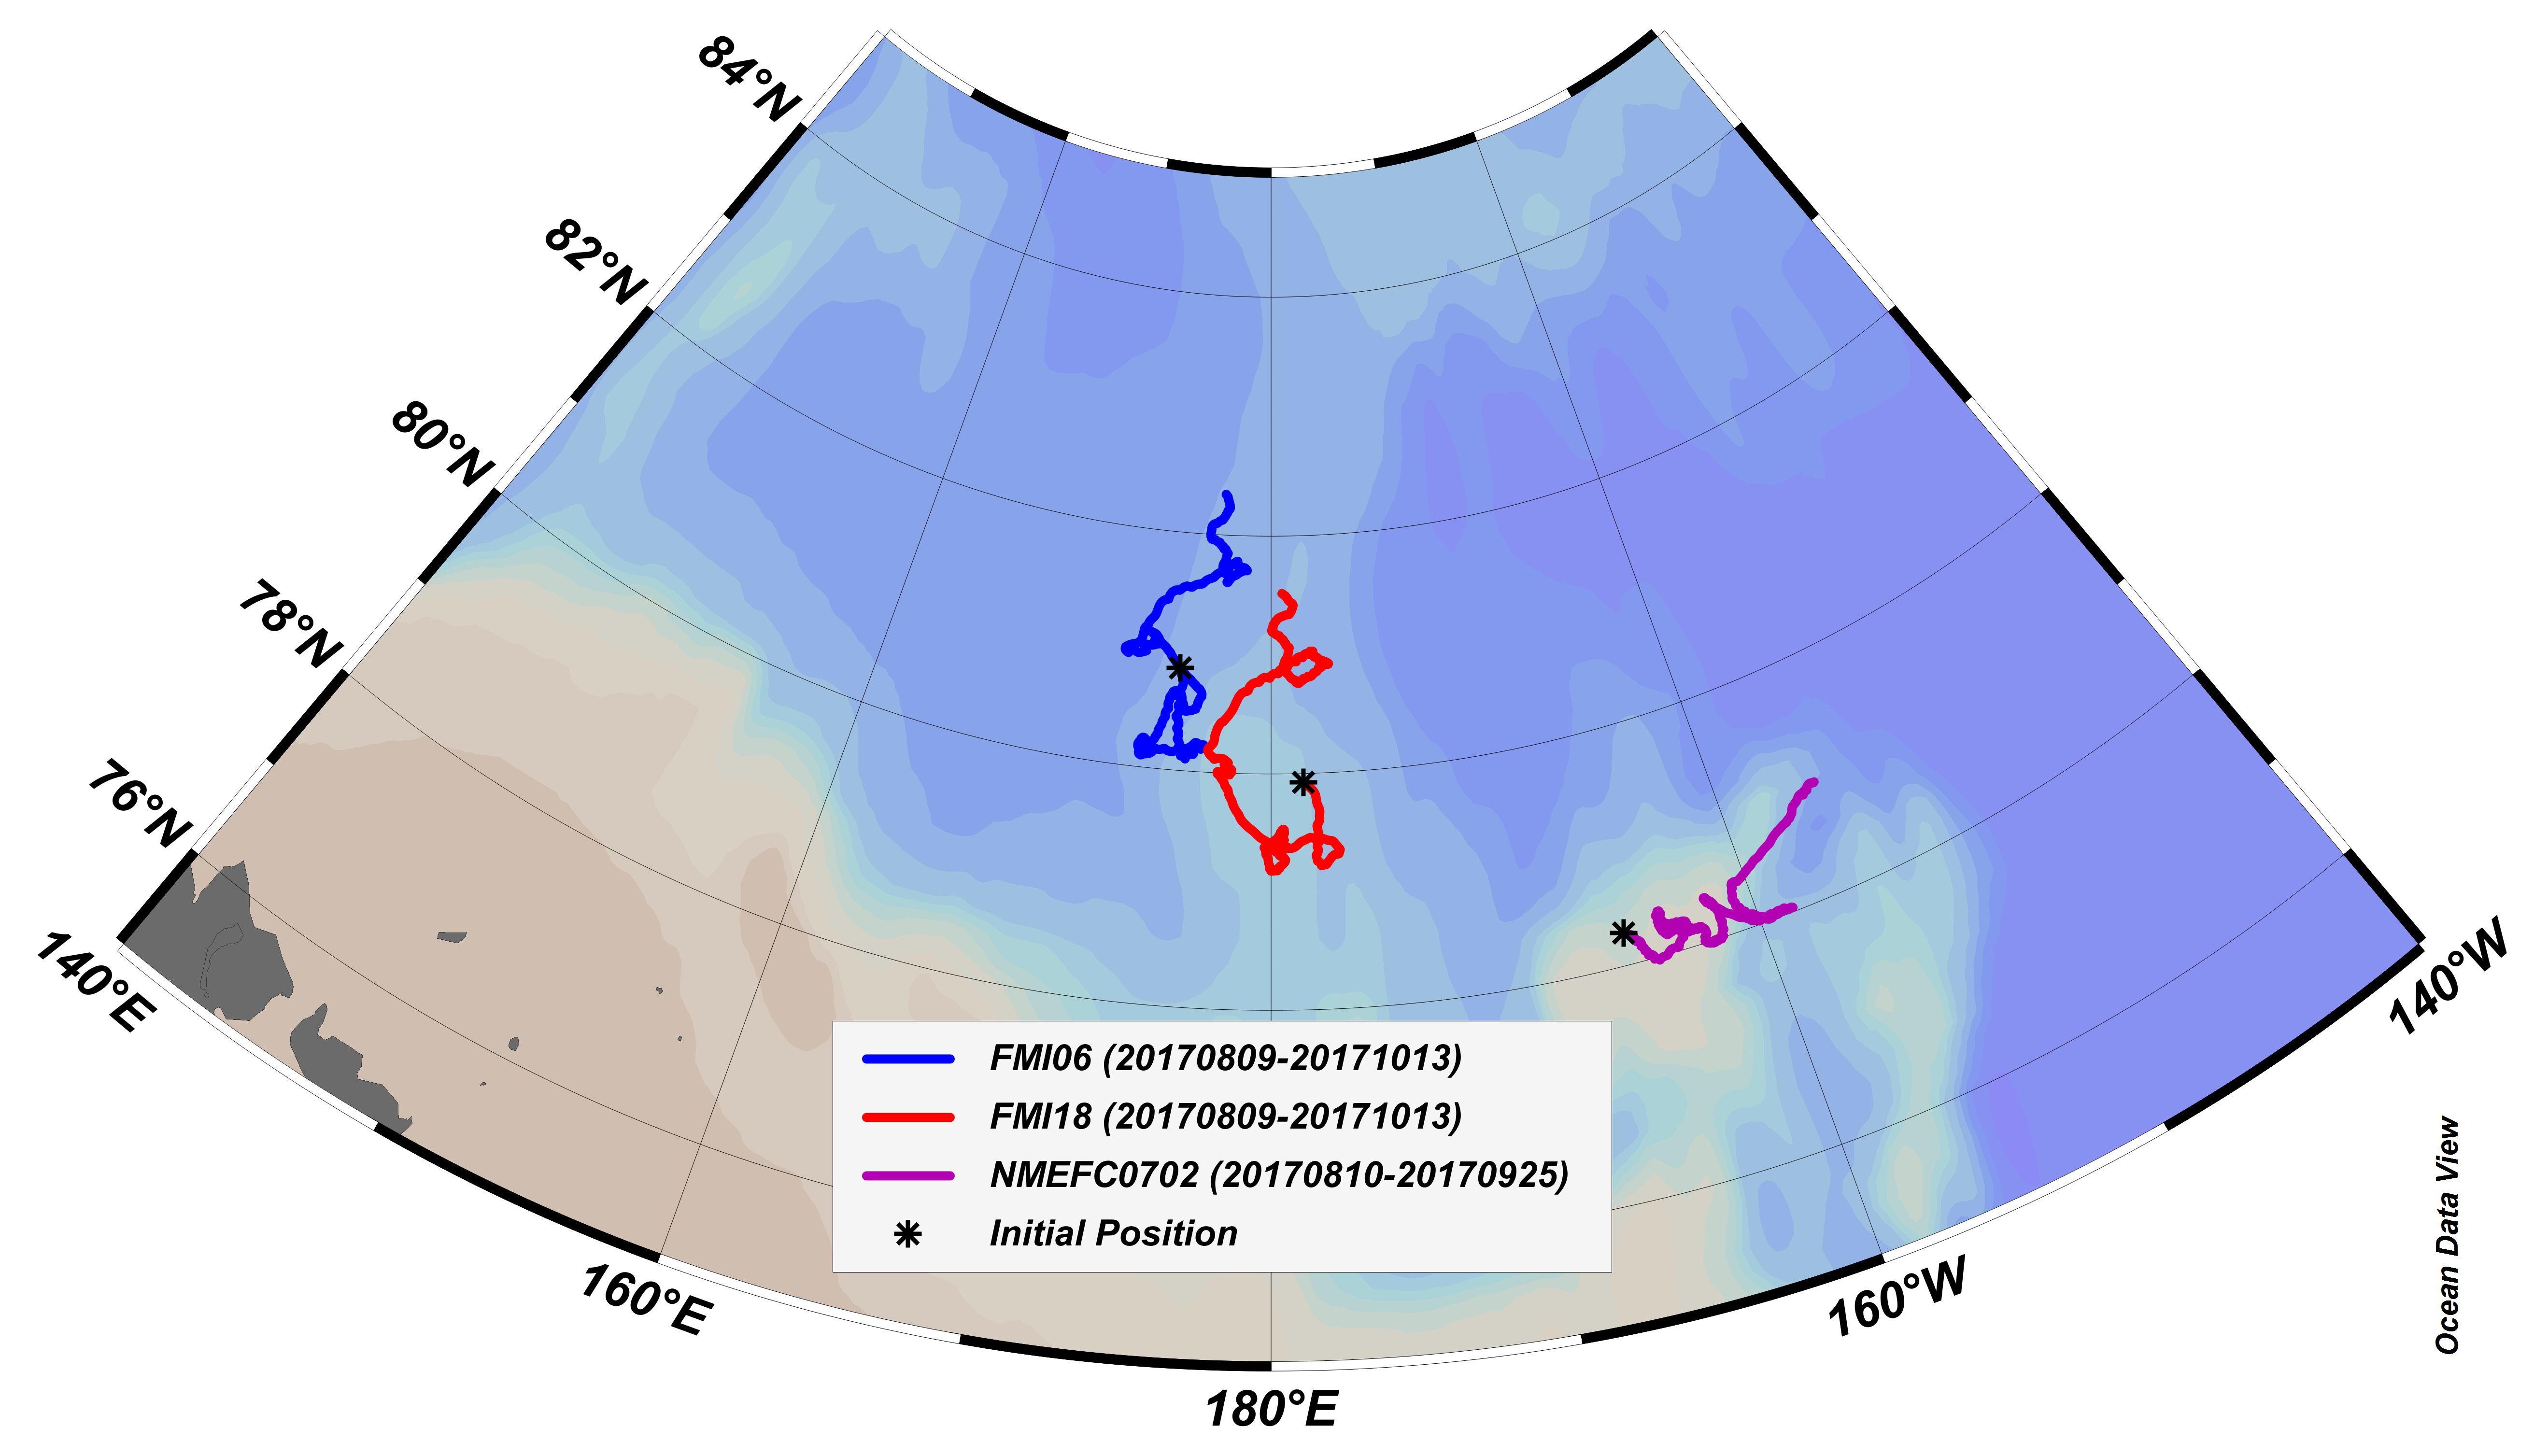 84°N
82°N
80°N
78°N
76°N
140°E
160°E
180°E
160°W
140°W
FMI06 (20170809-20171013)
FMI18 (20170809-20171013)
NMEFC0702 (20170810-20170925)
Initial Position
Ocean Data View